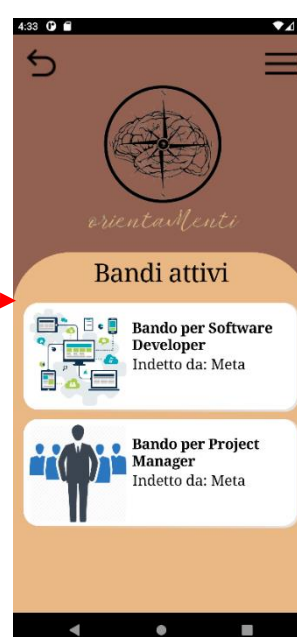 4:33
orientaMenti
Bandi attivi
Bando per Software
Developer
Indetto da: Meta
Bando per Project
Manager
Indetto da: Meta